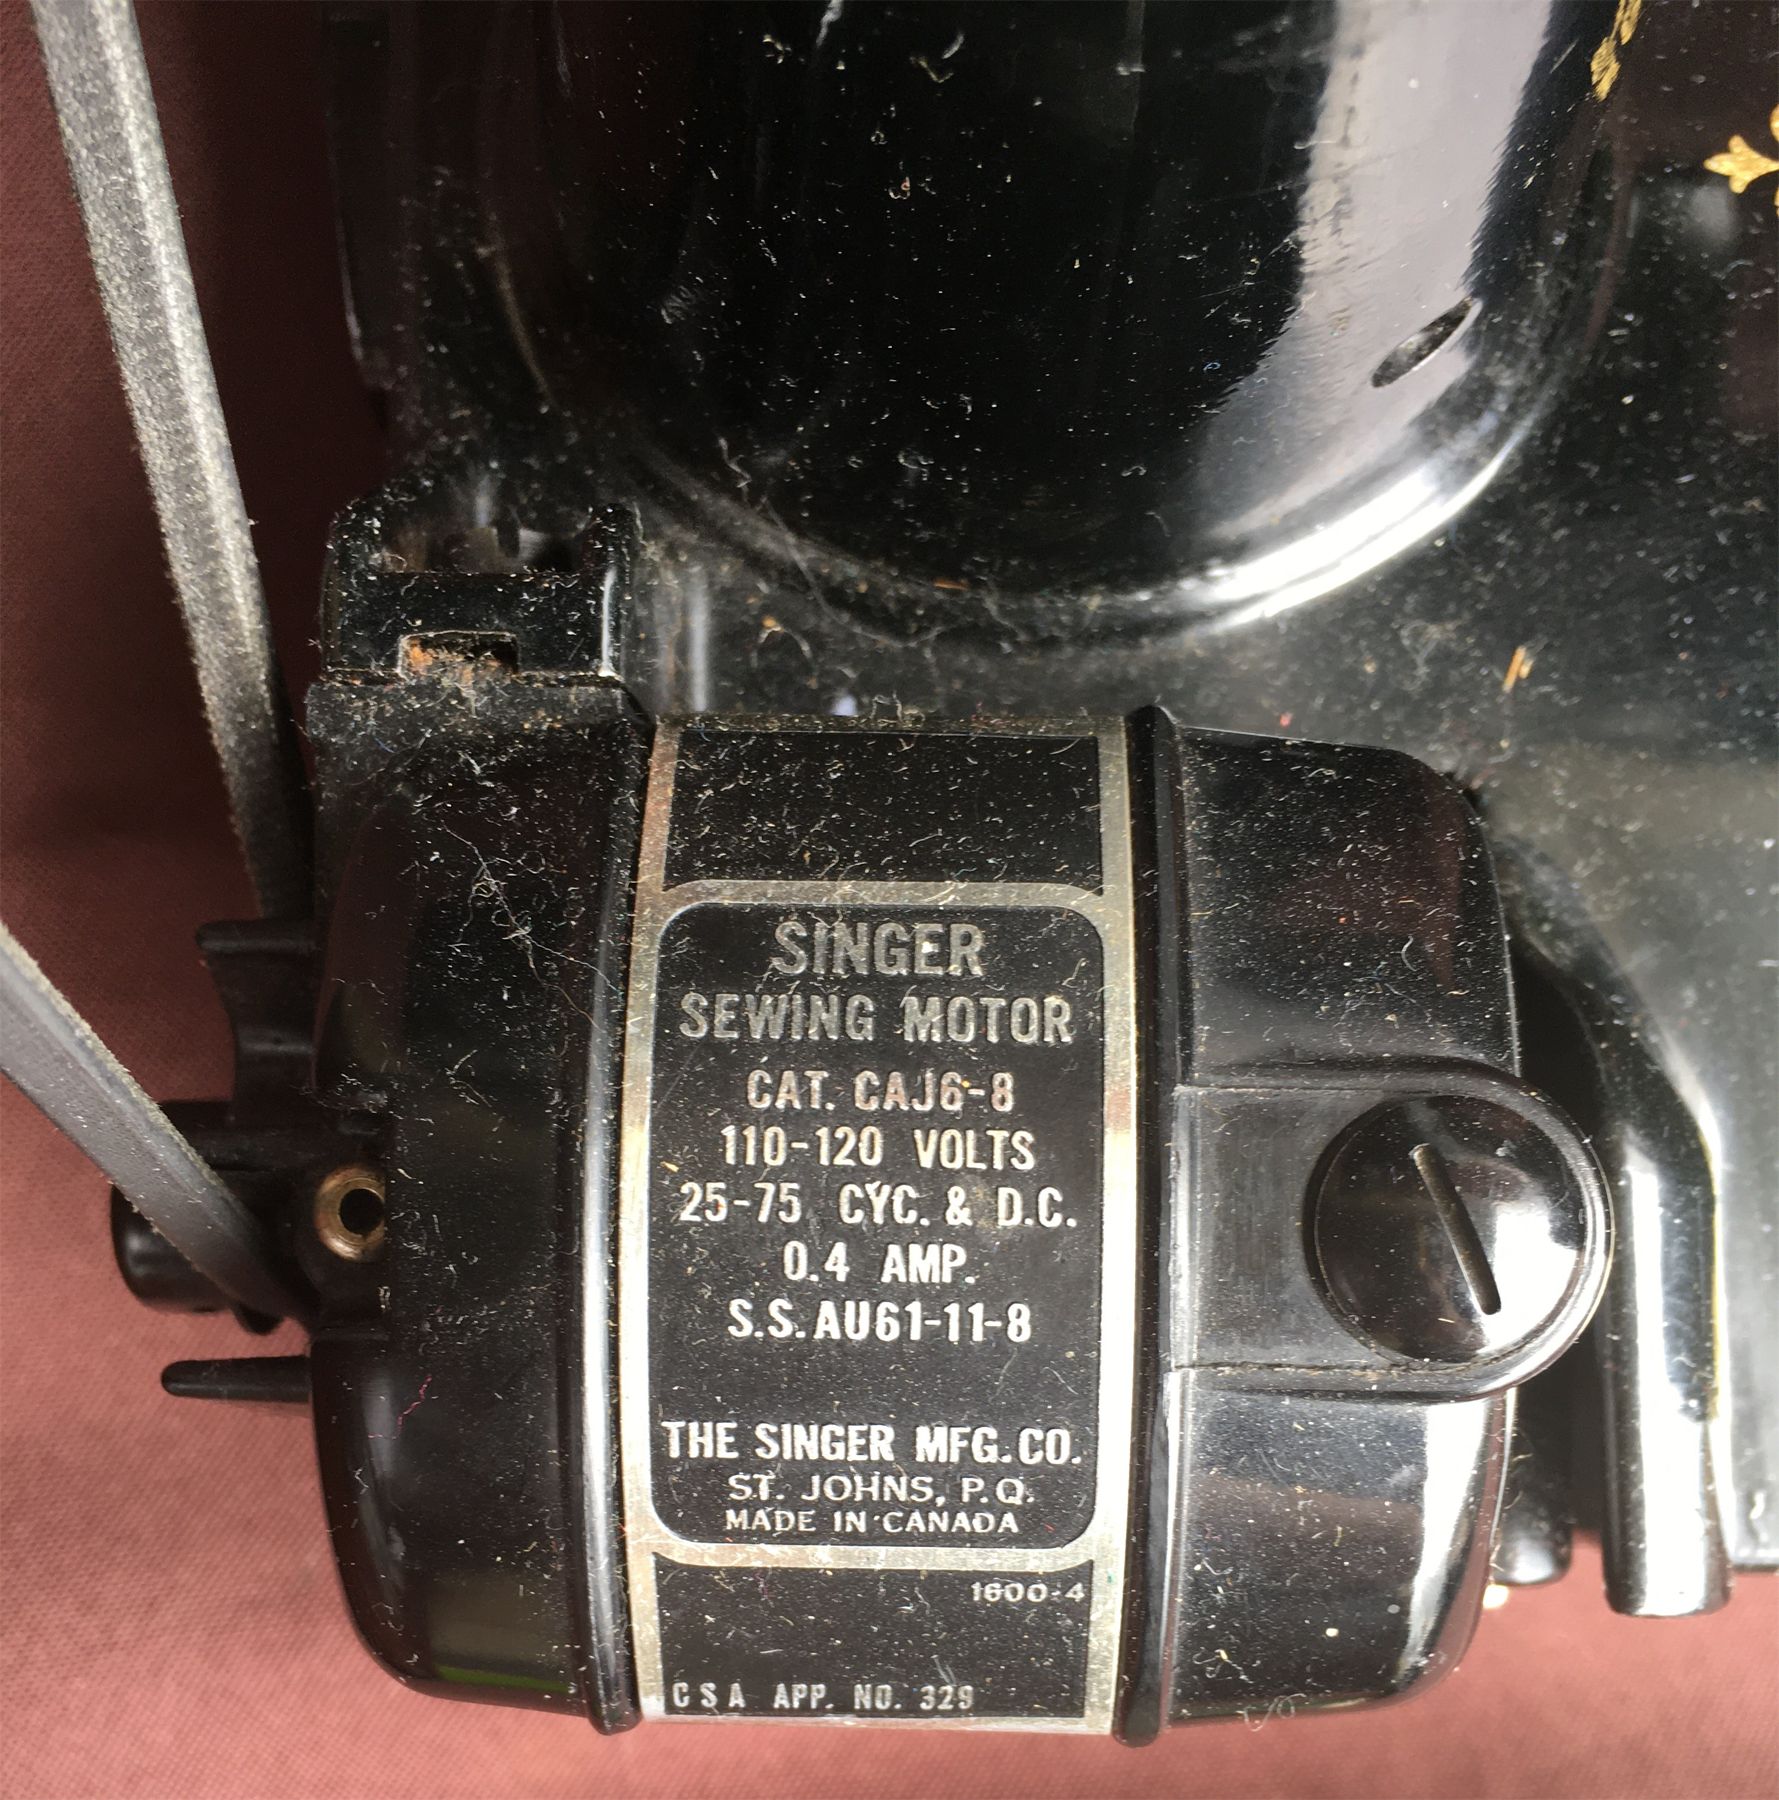 SINGER
SEWING MOTOR
CAT. CAJ6-8
110-120 VOLTS
25-75 CYC. & D.C.
0.4 AMP.
S.S. AU61-11-8
THE SINGER MFG. CO.
ST. JOHNS, P.Q.
MADE IN CANADA
1600-4
CSA APP. NO. 329